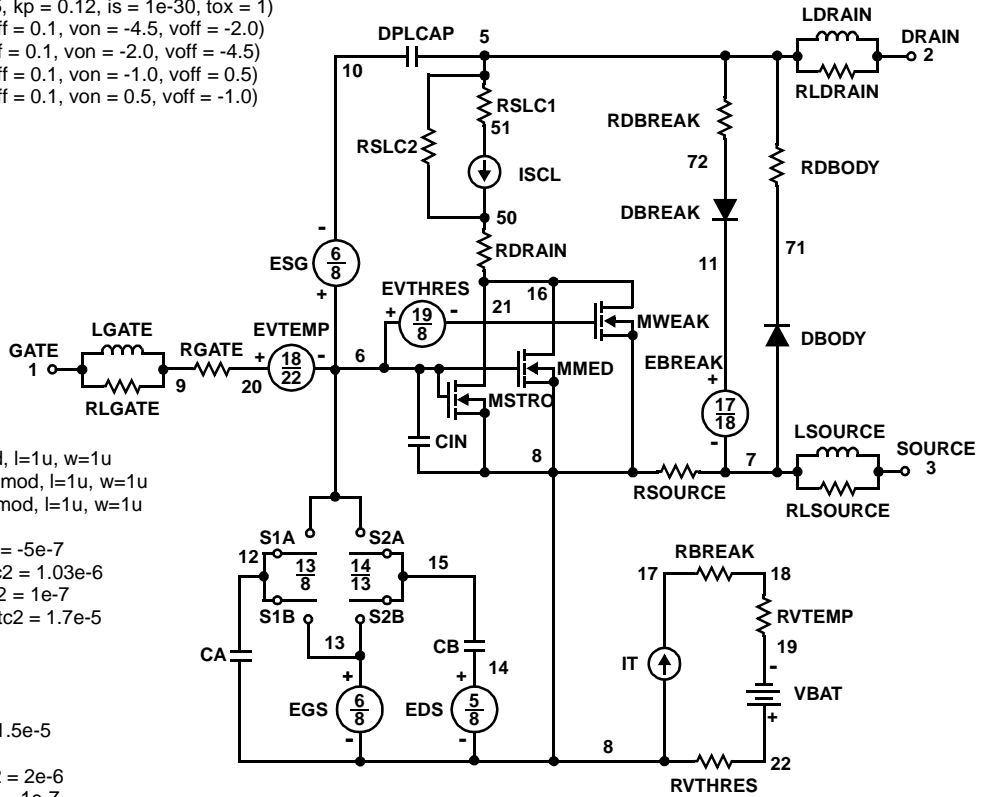 5, kp = 0.12, is = 1e-30, tox = 1)
off = 0.1, von = -4.5, voff = -2.0)
f = 0.1, von = -2.0, voff = -4.5)
ff = 0.1, von = -1.0, voff = 0.5)
ff = 0.1, von = 0.5, voff = -1.0)
LDRAIN
DPLCAP
5
DRAIN
2
10
RLDRAIN
RSLC1
51
RDBREAK
RSLC2
72
RDBODY
ISCL
DBREAK
50
-
RDRAIN
71
ESG
6
8
11
+
EVTHRES
16
+
19
8
-
21
MWEAK
LGATE
EVTEMP
DBODY
GATE
1
RGATE
+
18
22
-
6
MMED
EBREAK
+
9
20
MSTRO
17
18
RLGATE
-
LSOURCE
CIN
8
7
SOURCE
3
RSOURCE
RLSOURCE
d, l=1u, w=1u
mod, l=1u, w=1u
mod, l=1u, w=1u
= -5e-7
c2 = 1.03e-6
2 = 1e-7
tc2 = 1.7e-5
S1A
S2A
12
13
8
14
13
15
RBREAK
17
18
S1B
S2B
RVTEMP
13
CB
19
CA
+
+
14
IT
-
EGS
6
8
EDS
5
8
VBAT
-
-
+
1.5e-5
8
22
2 = 2e-6
RVTHRES